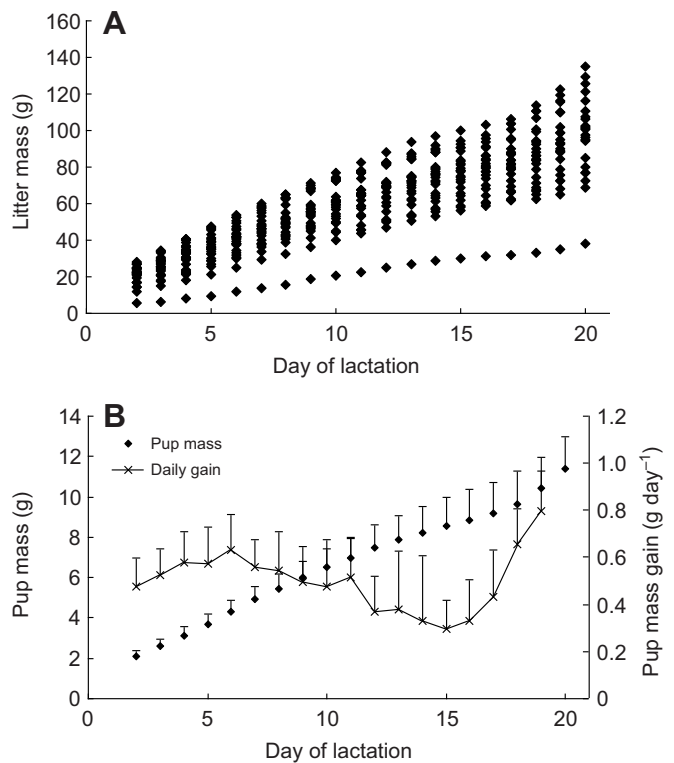 A
160
140
120
100
80
60
40
20
0
Litter mass (g)
0 5 10 15 20
Day of lactation
B
14
12
10
8
6
4
2
0
Pup mass (g)
Pup mass
Daily gain
1.2
1.0
0.8
0.6
0.4
0.2
0
Pup mass gain (g day–1)
0 5 10 15 20
Day of lactation